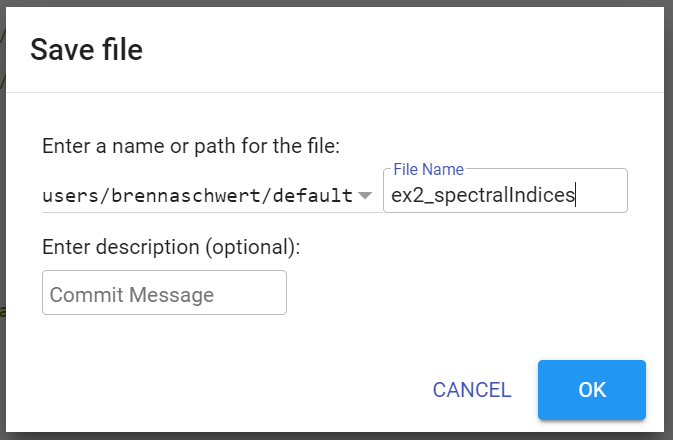 Save file
Enter a name or path for the file:
File Name
users/brennaschwert/default ex2_spectralIndices
Enter description (optional):
Commit Message
CANCEL OK